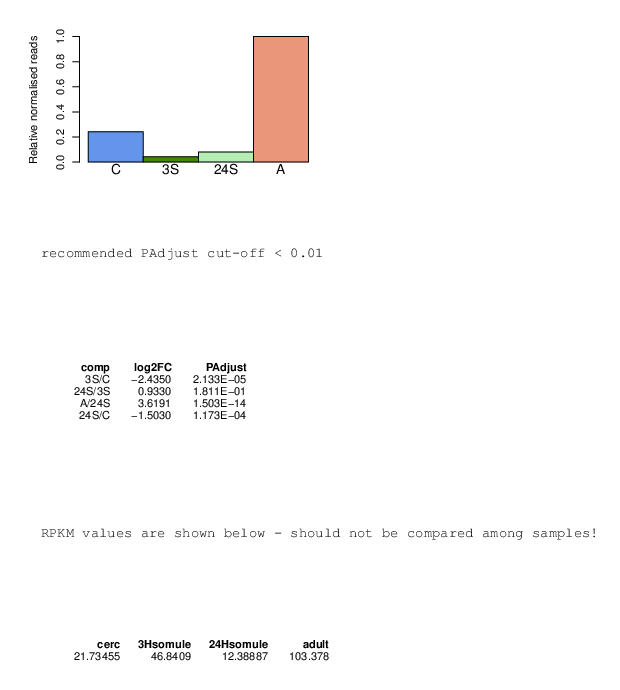 Relative normalised reads
1.0
0.8
0.6
0.4
0.2
0.0
C 3S 24S A
recommended PAdjust cut-off < 0.01
comp log2FC PAdjust
3S/C −2.4350 2.133E−05
24S/3S 0.9330 1.811E−01
A/24S 3.6191 1.503E−14
24S/C −1.5030 1.173E−04
RPKM values are shown below - should not be compared among samples!
cerc 3Hsomule 24Hsomule adult
21.73455 46.8409 12.38887 103.378